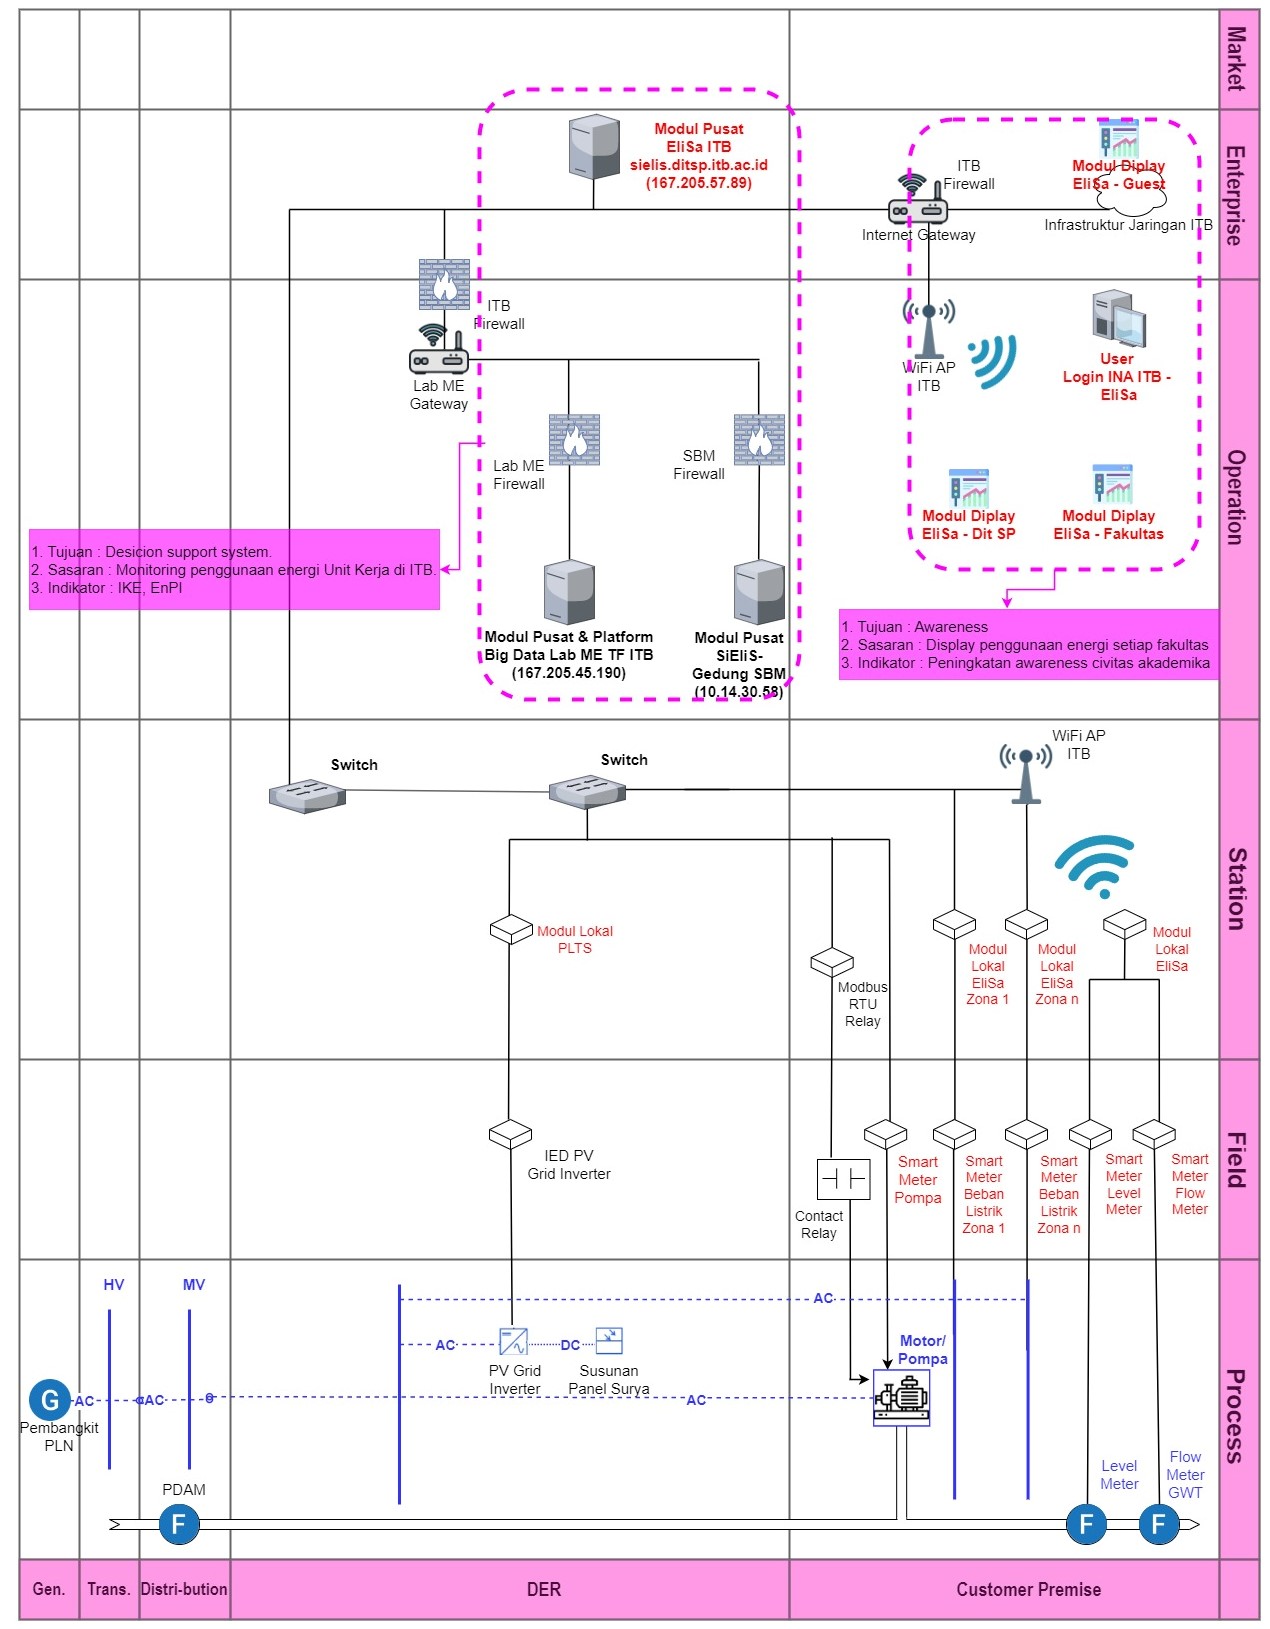 Market
Modul Pusat
EliSa ITB
sielis.ditsp.itb.ac.id
(167.205.57.89)
ITB
Firewall
Internet Gateway
Modul Diplay
EliSa - Guest
Infrastruktur Jaringan ITB
Enterprise
ITB
Firewall
Lab ME
Gateway
Lab ME
Firewall
SBM
Firewall
WiFi AP
ITB
User
Login INA ITB -
EliSa
Modul Diplay
EliSa - Dit SP
Modul Diplay
EliSa - Fakultas
Operation
1. Tujuan : Desicion support system.
2. Sasaran : Monitoring penggunaan energi Unit Kerja di ITB.
3. Indikator : IKE, EnPI
Modul Pusat & Platform
Big Data Lab ME TF ITB
(167.205.45.190)
Modul Pusat
SiEliS-
Gedung SBM
(10.14.30.58)
1. Tujuan : Awareness
2. Sasaran : Display penggunaan energi setiap fakultas
3. Indikator : Peningkatan awareness civitas akademika
Switch
Switch
WiFi AP
ITB
Station
Modul Lokal
PLTS
Modbus
RTU
Relay
Modul
Lokal
EliSa
Zona 1
Modul
Lokal
EliSa
Zona n
Modul
Lokal
EliSa
Field
IED PV
Grid Inverter
Contact
Relay
Smart
Meter
Pompa
Smart
Meter
Beban
Listrik
Zona 1
Smart
Meter
Beban
Listrik
Zona n
Smart
Meter
Level
Meter
Smart
Meter
Flow
Meter
HV
MV
AC
AC
DC
PV Grid
Inverter
Susunan
Panel Surya
Motor/
Pompa
Process
G
AC
AC
AC
Pembangkit
PLN
PDAM
F
Level
Meter
Flow
Meter
GWT
F
F
Gen.
Trans.
Distri-bution
DER
Customer Premise